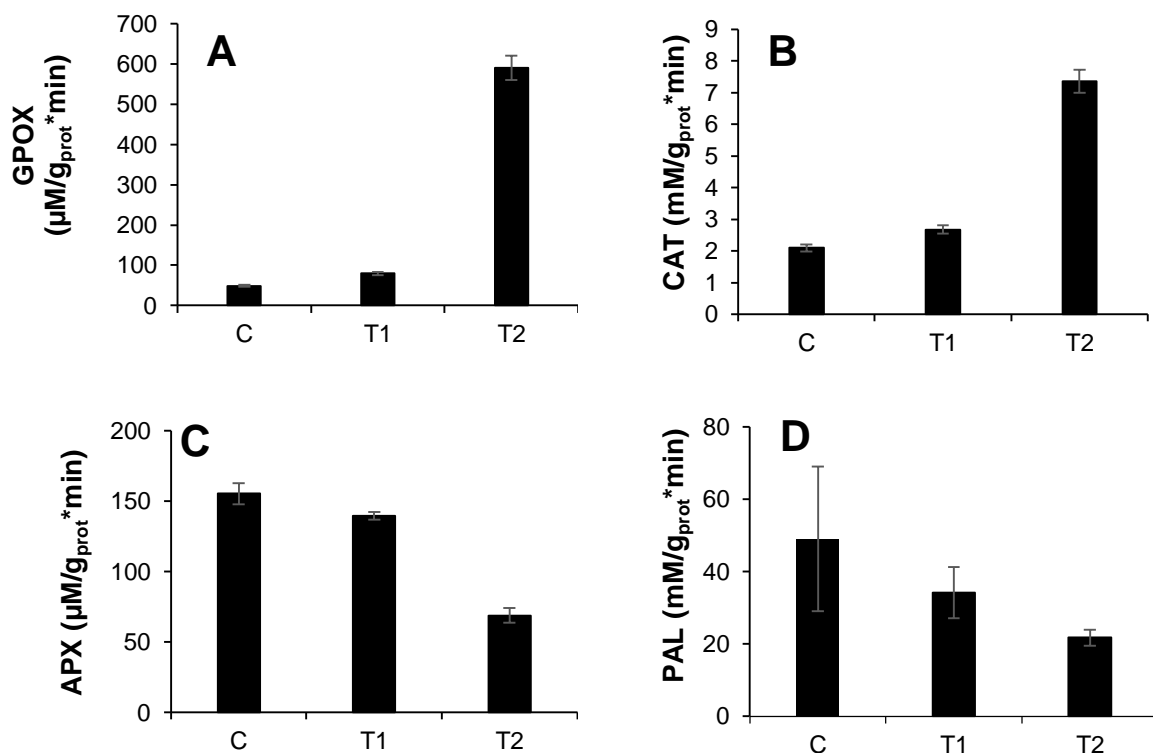 A
GPOX
(µM/gprot*min)
700
600
500
400
300
200
100
0
C T1 T2
B
CAT (mM/gprot*min)
9
8
7
6
5
4
3
2
1
0
C T1 T2
C
APX (µM/gprot*min)
200
150
100
50
0
C T1 T2
D
PAL (mM/gprot*min)
80
60
40
20
0
C T1 T2